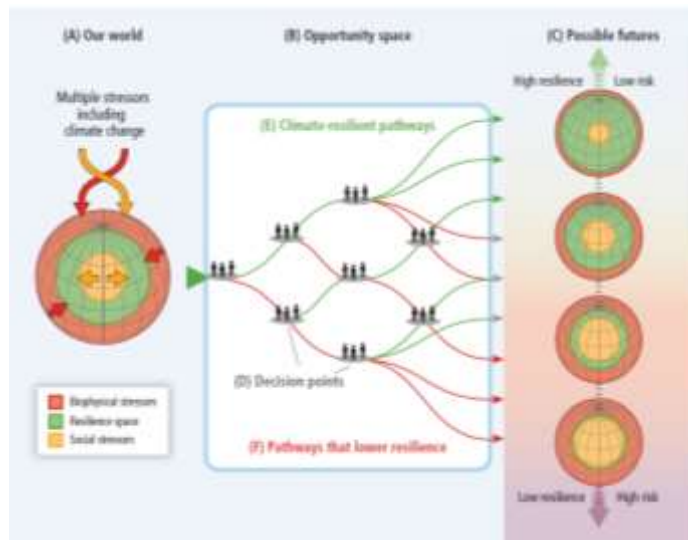 (A) Our world
(B) Opportunity space
(C) Possible futures
Multiple stressors
including
climate change
High resilience
Low risk
(E) Climate-resilient pathways
(D) Decision points
Biophysical stressors
Resilience space
Social stressors
(F) Pathways that lower resilience
Low resilience
High risk